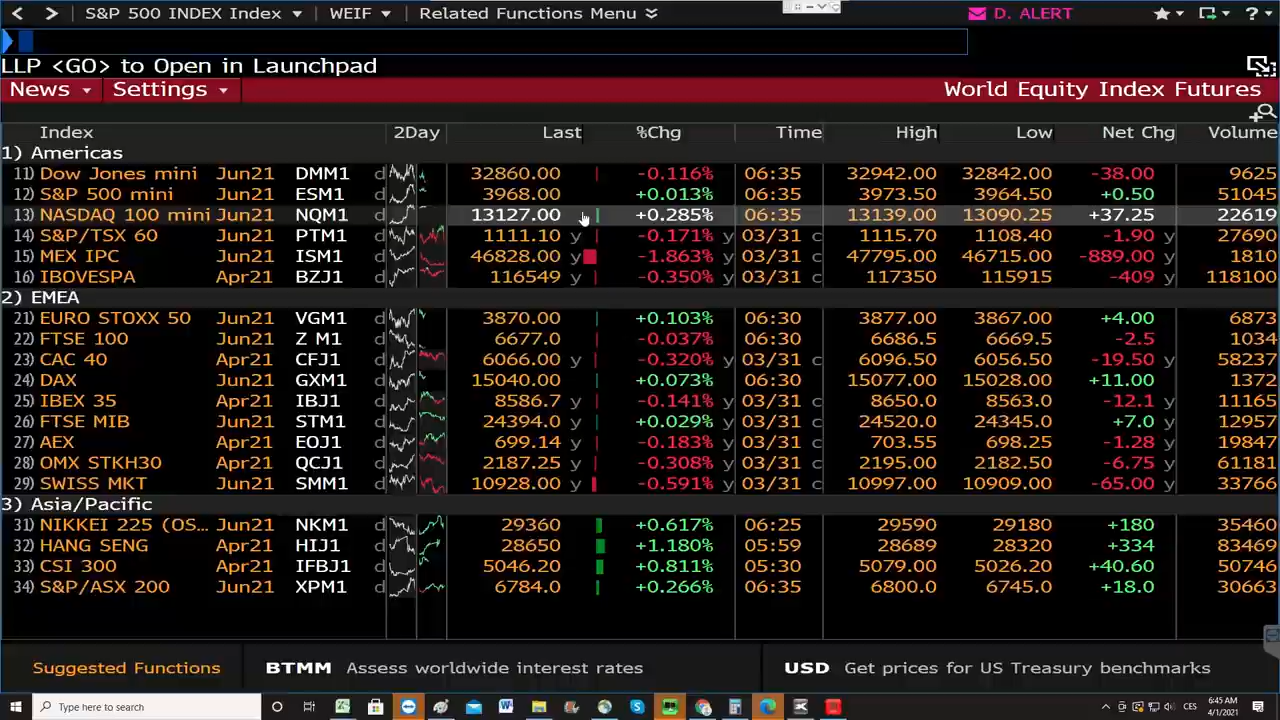 S&P 500 INDEX Index WEIF Related Functions Menu D. ALERT
LLP <GO> to Open in Launchpad
News Settings World Equity Index Futures
Index 2Day Last %Chg Time High Low Net Chg Volume
1) Americas
11) Dow Jones mini Jun21 DMM1 d 32860.00 -0.116% 06:35 32942.00 32842.00 -38.00 9625
12) S&P 500 mini Jun21 ESM1 d 3968.00 +0.013% 06:35 3973.50 3964.50 +0.50 51045
13) NASDAQ 100 mini Jun21 NQM1 d 13127.00 +0.285% 06:35 13139.00 13090.25 +37.25 22619
14) S&P/TSX 60 Jun21 PTM1 d 1111.10 y -0.171% y 03/31 c 1115.70 1108.40 -1.90 y 27690
15) MEX IPC Jun21 ISM1 d 46828.00 y -1.863% y 03/31 c 47795.00 46715.00 -889.00 y 1810
16) IBOVESPA Apr21 BZJ1 d 116549 y -0.350% y 03/31 c 117350 115915 -409 y 118100
2) EMEA
21) EURO STOXX 50 Jun21 VGM1 d 3870.00 +0.103% 06:30 3877.00 3867.00 +4.00 6873
22) FTSE 100 Jun21 Z M1 d 6677.0 -0.037% 06:30 6686.5 6669.5 -2.5 1034
23) CAC 40 Apr21 CFJ1 d 6066.00 y -0.320% y 03/31 c 6096.50 6056.50 -19.50 y 58237
24) DAX Jun21 GXM1 d 15040.00 +0.073% 06:30 15077.00 15028.00 +11.00 1372
25) IBEX 35 Apr21 IBJ1 d 8586.7 y -0.141% y 03/31 c 8650.0 8563.0 -12.1 y 11165
26) FTSE MIB Jun21 STM1 d 24394.0 y +0.029% y 03/31 c 24520.0 24345.0 +7.0 y 12957
27) AEX Apr21 EOJ1 d 699.14 y -0.183% y 03/31 c 703.55 698.25 -1.28 y 19847
28) OMX STKH30 Apr21 QCJ1 d 2187.25 y -0.308% y 03/31 c 2195.00 2182.50 -6.75 y 61181
29) SWISS MKT Jun21 SMM1 d 10928.00 y -0.591% y 03/31 c 10997.00 10909.00 -65.00 y 33766
3) Asia/Pacific
31) NIKKEI 225 (OS... Jun21 NKM1 d 29360 +0.617% 06:25 29590 29180 +180 35460
32) HANG SENG Apr21 HIJ1 d 28650 +1.180% 05:59 28689 28320 +334 83469
33) CSI 300 Apr21 IFBJ1 d 5046.20 +0.811% 05:30 5079.00 5026.20 +40.60 50746
34) S&P/ASX 200 Jun21 XPM1 d 6784.0 +0.266% 06:35 6800.0 6745.0 +18.0 30663
Suggested Functions BTMM Assess worldwide interest rates USD Get prices for US Treasury benchmarks
Type here to search CES 6:45 AM
4/1/2021